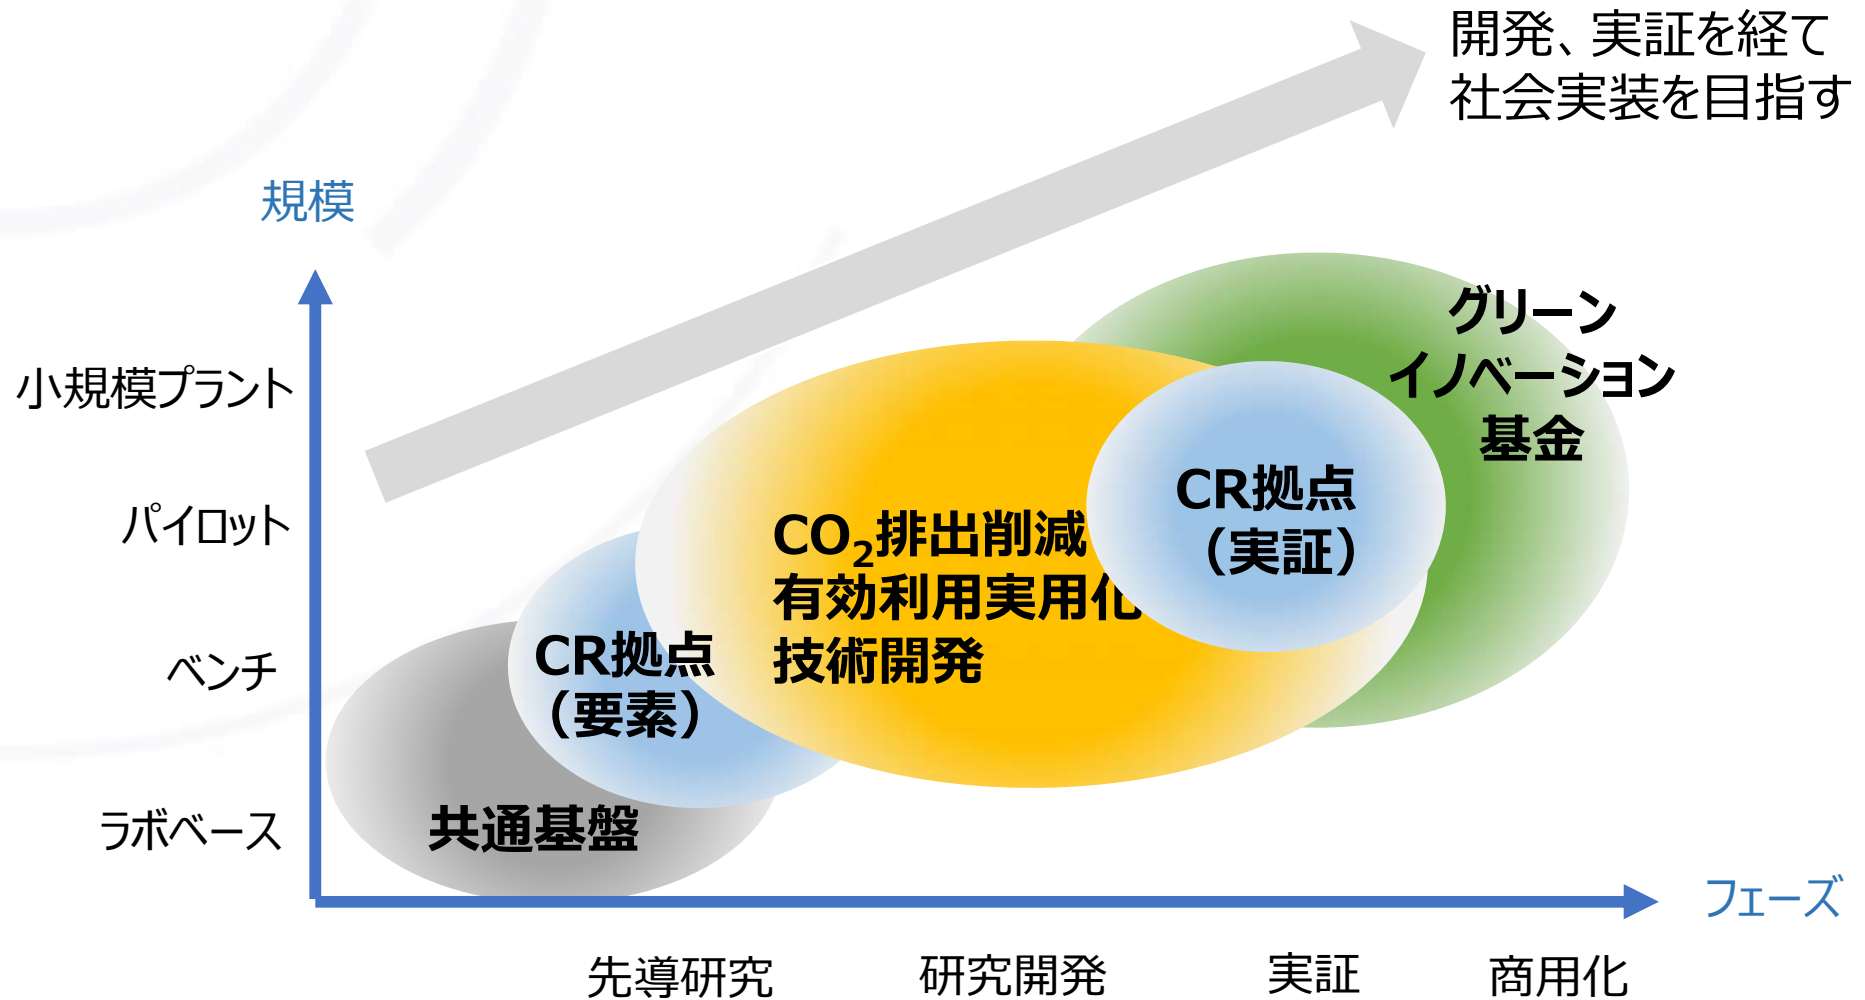 開発、実証を経て
社会実装を目指す
規模
小規模プラント
パイロット
ベンチ
ラボベース
グリーン
イノベーション
基金
CR拠点
（実証）
CO₂排出削減
有効利用実用化
技術開発
CR拠点
（要素）
共通基盤
フェーズ
先導研究
研究開発
実証
商用化